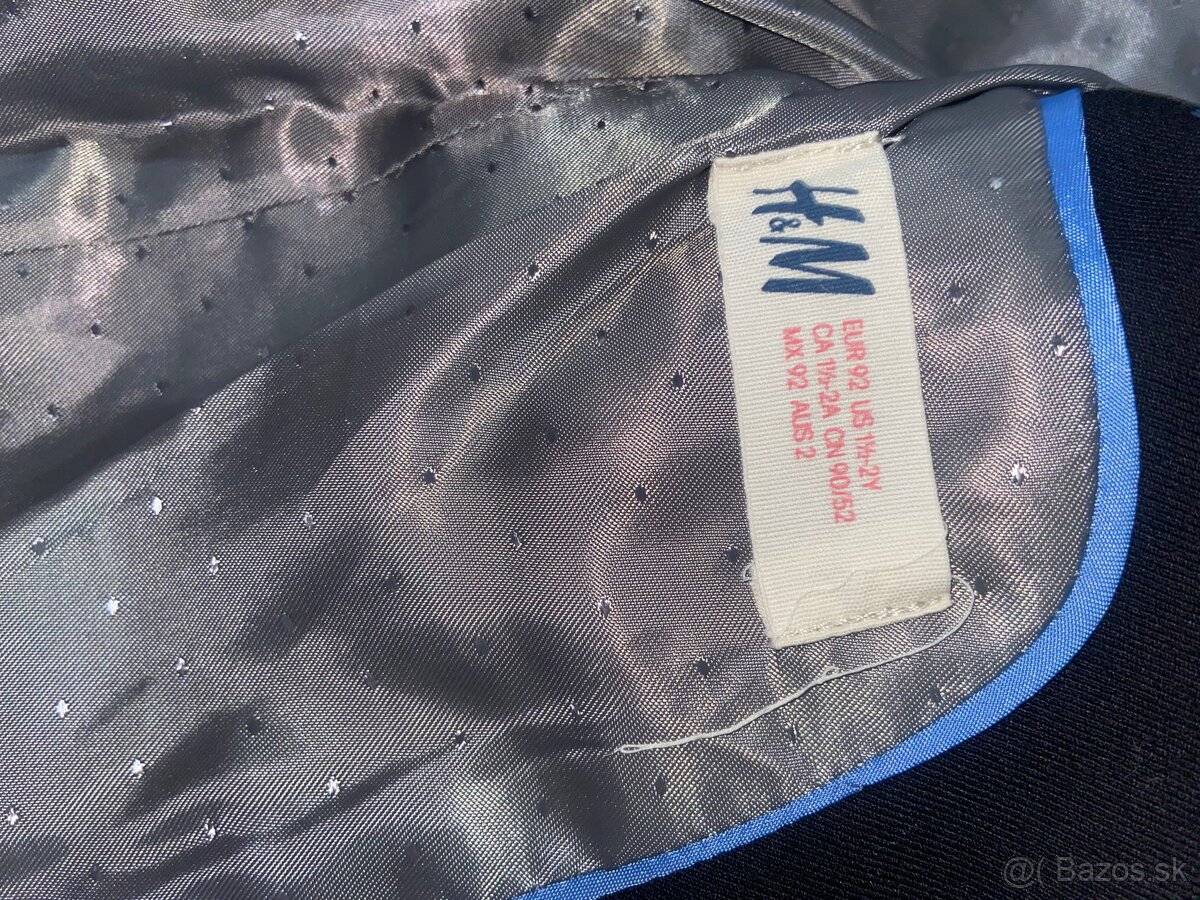 H&M
EUR 92 US 1½-2Y
CA 1½-2A CN 90/52
MX 92 AUS 2
@( Bazos.sk